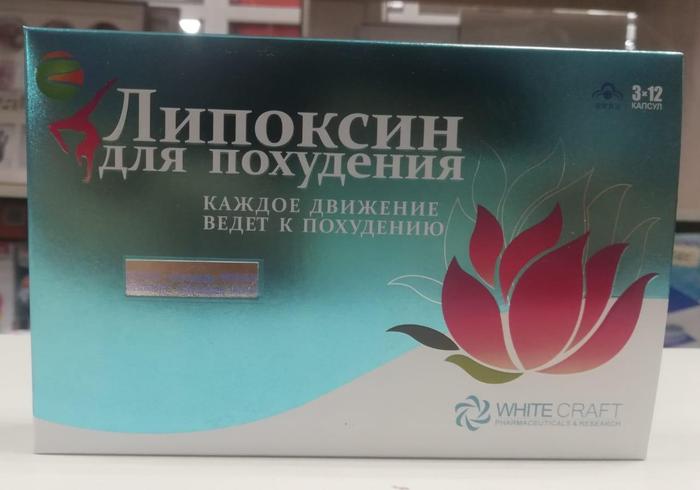 Липоксин
для похудения
КАЖДОЕ ДВИЖЕНИЕ
ВЕДЕТ К ПОХУДЕНИЮ
3×12
КАПСУЛ
WHITE CRAFT
PHARMACEUTICALS & RESEARCH